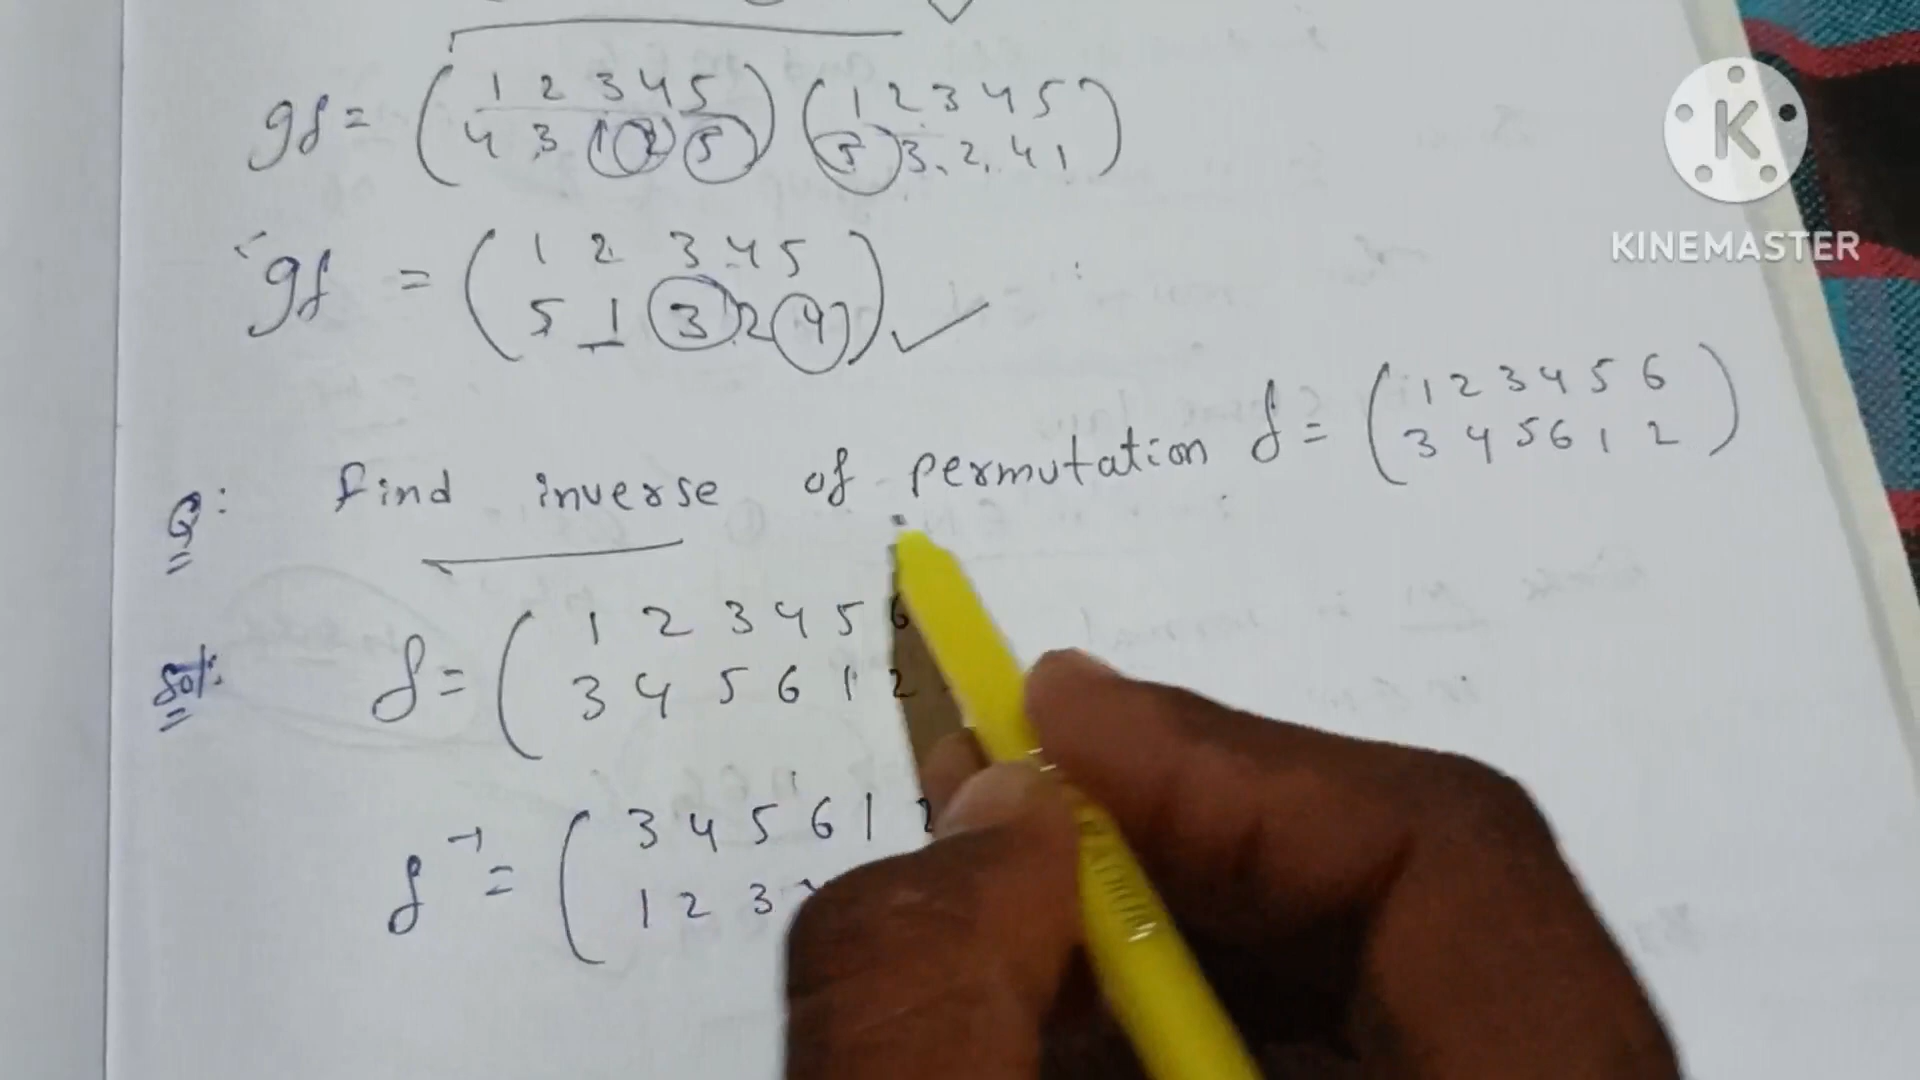 gf = ( 1 2 3 4 5 ) ( 1 2 3 4 5 )
4 3 1 2 5 5 3 2 4 1
gf = ( 1 2 3 4 5 )
5 1 3 2 4
Q: Find inverse of permutation f = ( 1 2 3 4 5 6 )
3 4 5 6 1 2
Sol: f = ( 1 2 3 4 5 6
3 4 5 6 1 2
f⁻¹ = ( 3 4 5 6 1 2
1 2 3
K
KINEMASTER